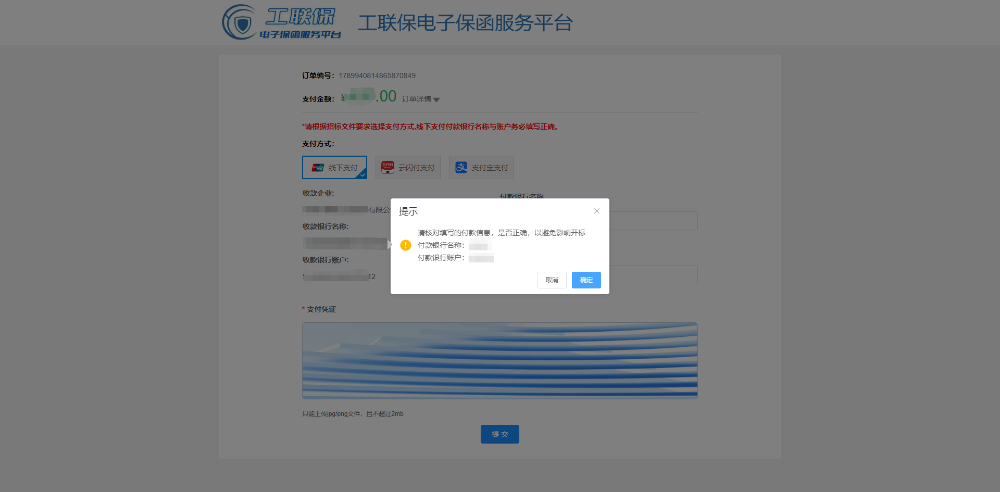 工联保
电子保函服务平台
工联保电子保函服务平台
订单编号：1789940814865870849
支付金额： ¥ .00 订单详情
*请根据招标文件要求选择支付方式,线下支付付款银行名称与账户务必填写正确。
支付方式：
线下支付
云闪付支付
支付宝支付
收款企业:
有限公
收款银行名称:
收款银行账户:
12
付款银行名称
提示
请核对填写的付款信息，是否正确，以避免影响开标
付款银行名称：
付款银行账户：
取消
确定
* 支付凭证
只能上传jpg/png文件，且不超过2mb
提 交